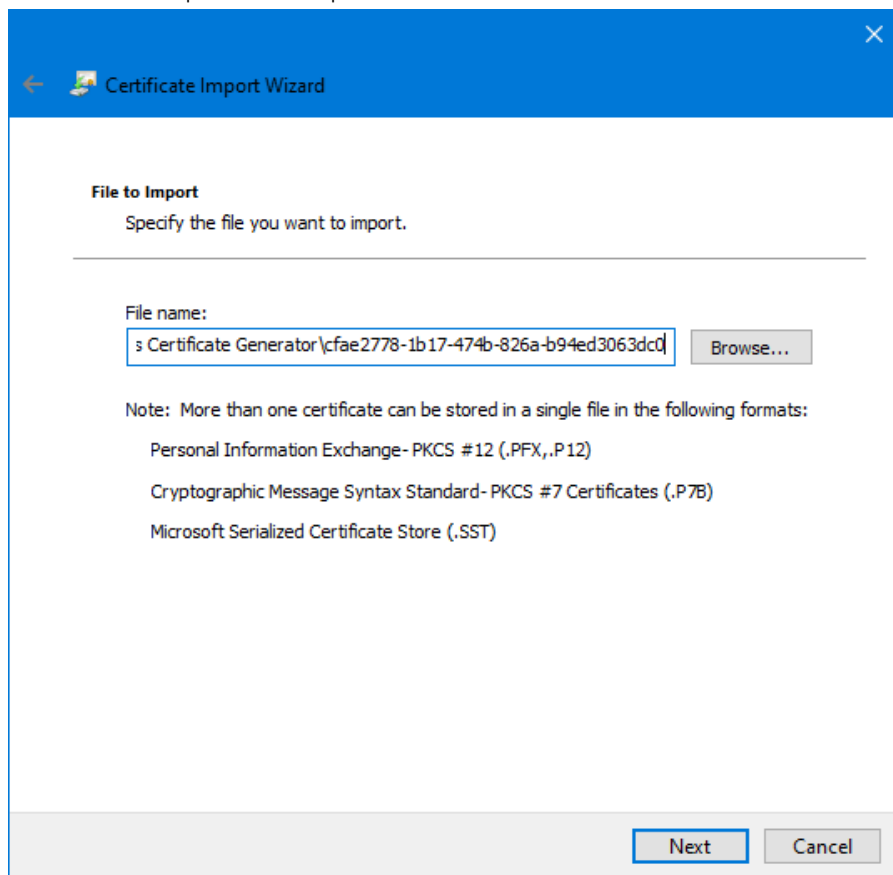 Certificate Import Wizard
File to Import
Specify the file you want to import.
File name:
s Certificate Generator\cfae2778-1b17-474b-826a-b94ed3063dc0
Browse...
Note: More than one certificate can be stored in a single file in the following formats:
Personal Information Exchange- PKCS #12 (.PFX,.P12)
Cryptographic Message Syntax Standard- PKCS #7 Certificates (.P7B)
Microsoft Serialized Certificate Store (.SST)
Next
Cancel